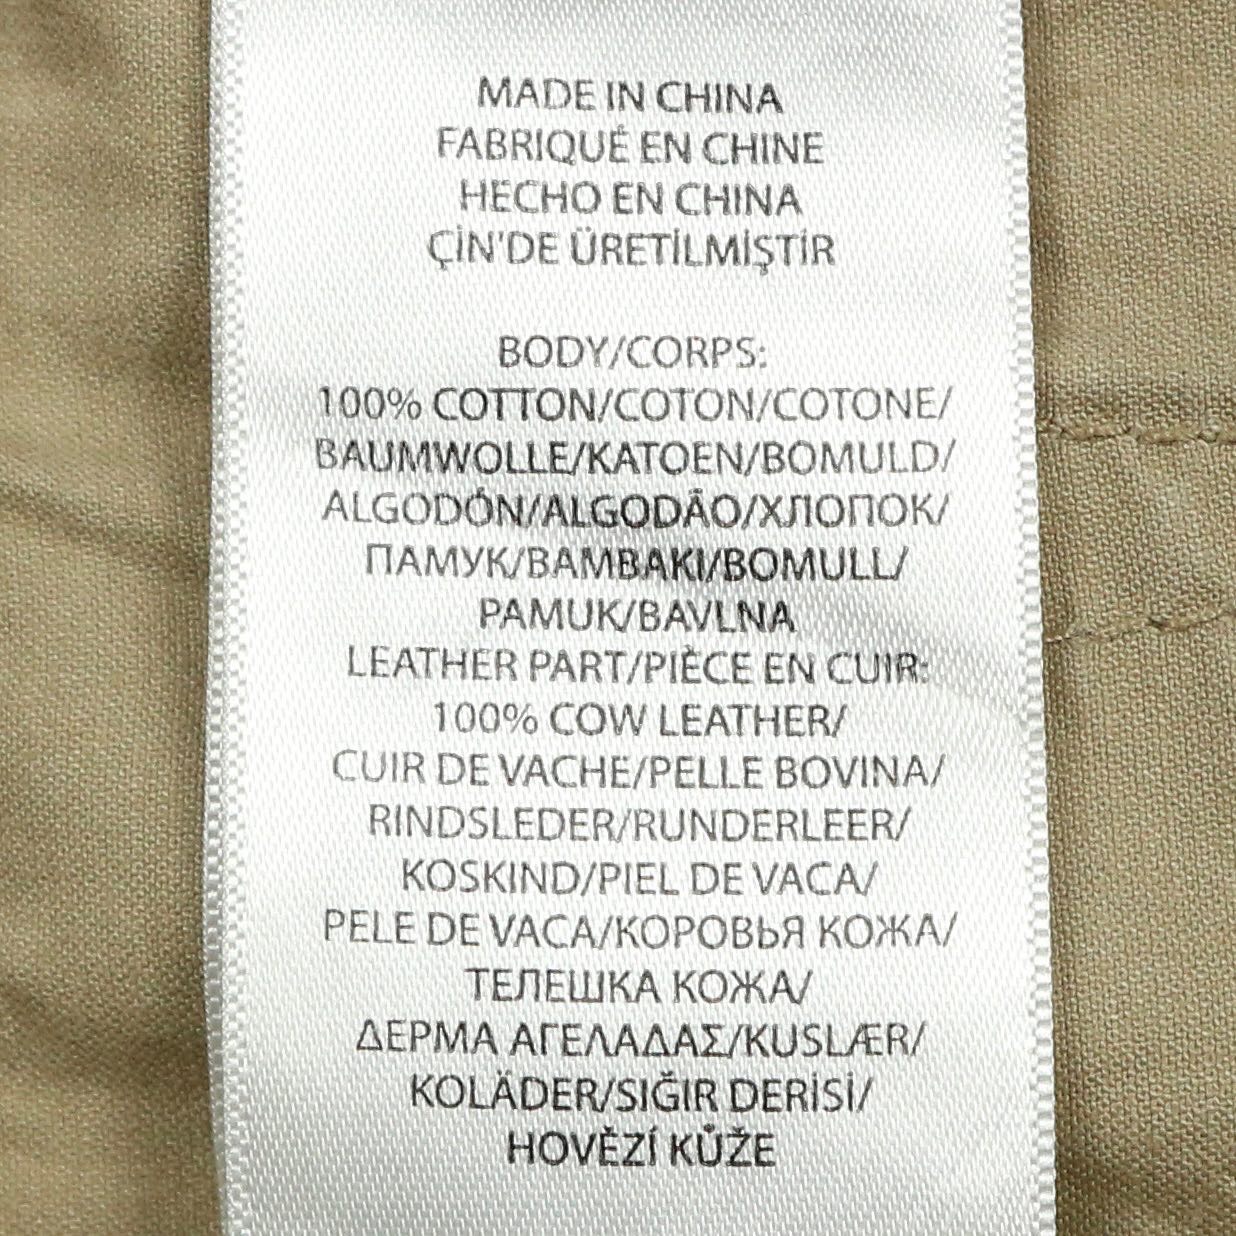 MADE IN CHINA
FABRIQUÉ EN CHINE
HECHO EN CHINA
ÇİN'DE ÜRETİLMİŞTİR
BODY/CORPS:
100% COTTON/COTON/COTONE/
BAUMWOLLE/KATOEN/BOMULD/
ALGODÓN/ALGODÃO/ХЛОПОК/
ПАМУК/ΒΑΜΒΑΚΙ/BOMULL/
PAMUK/BAVLNA
LEATHER PART/PIÈCE EN CUIR:
100% COW LEATHER/
CUIR DE VACHE/PELLE BOVINA/
RINDSLEDER/RUNDERLEER/
KOSKIND/PIEL DE VACA/
PELE DE VACA/КОРОВЬЯ КОЖА/
ТЕЛЕШКА КОЖА/
ΔΕΡΜΑ ΑΓΕΛΑΔΑΣ/KUSLÆR/
KOLÄDER/SIĞIR DERİSİ/
HOVĚZÍ KŮŽE